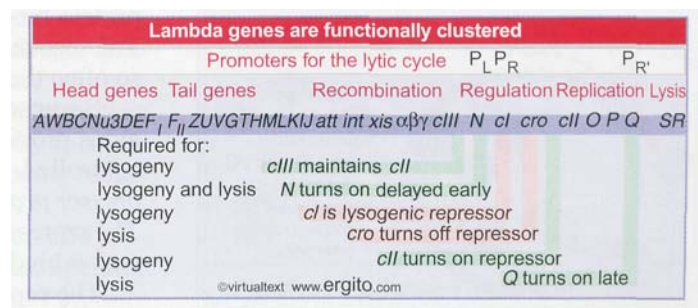 Lambda genes are functionally clustered
Promoters for the lytic cycle P_L P_R P_R'
Head genes Tail genes Recombination Regulation Replication Lysis
AWBCNu3DEF_I F_II ZUVGTHMLKIJ att int xis αβγ cIII N cI cro cII O P Q SR
Required for:
lysogeny cIII maintains cII
lysogeny and lysis N turns on delayed early
lysogeny cI is lysogenic repressor
lysis cro turns off repressor
lysogeny cII turns on repressor
lysis Q turns on late
©virtualtext www.ergito.com